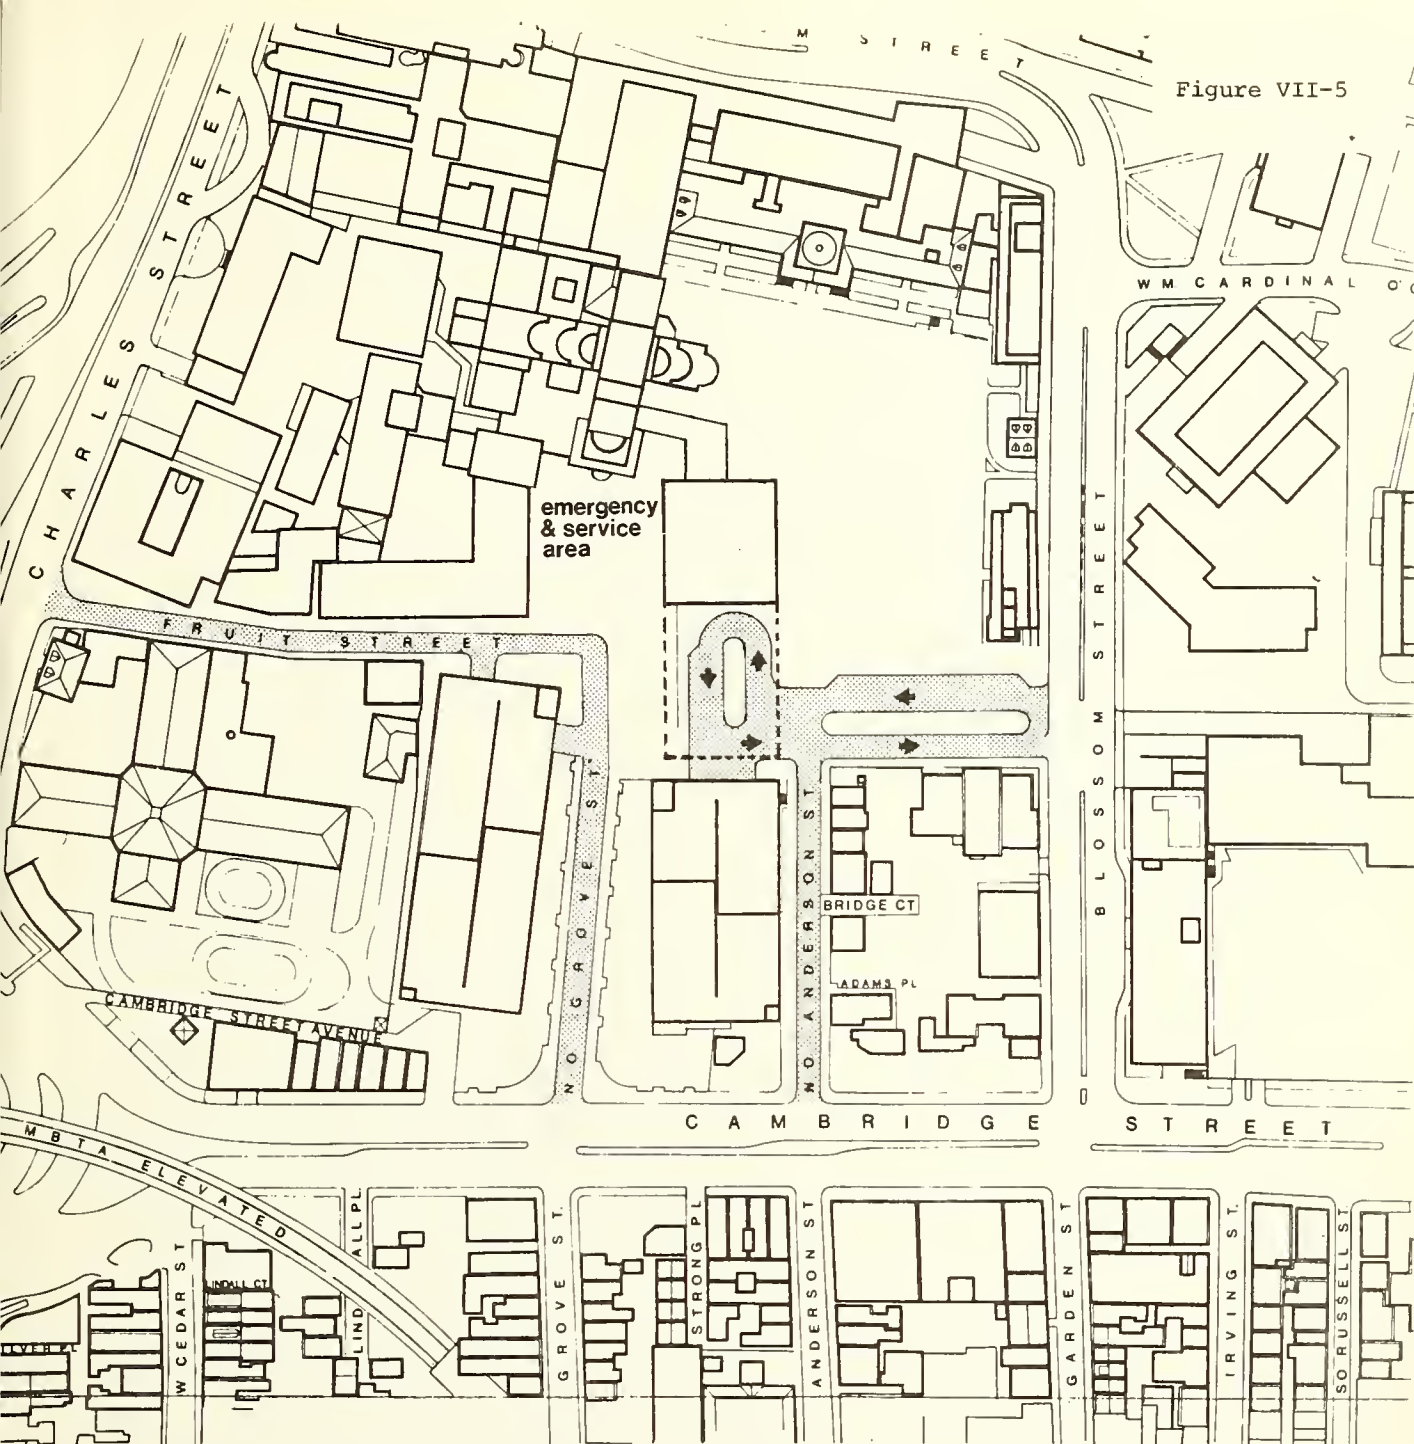 M STREET
Figure VII-5
CHARLES STREET
WM CARDINAL O'C
emergency
& service
area
FRUIT STREET
BLOSSOM STREET
NO GROVE ST.
NO ANDERSON ST.
BRIDGE CT
ADAMS PL
CAMBRIDGE STREET AVENUE
CAMBRIDGE STREET
MBTA ELEVATED
W CEDAR ST
LINDALL CT
LINDALL PL.
GROVE ST.
STRONG PL
ANDERSON ST
GARDEN ST
IRVING ST.
SO RUSSELL ST